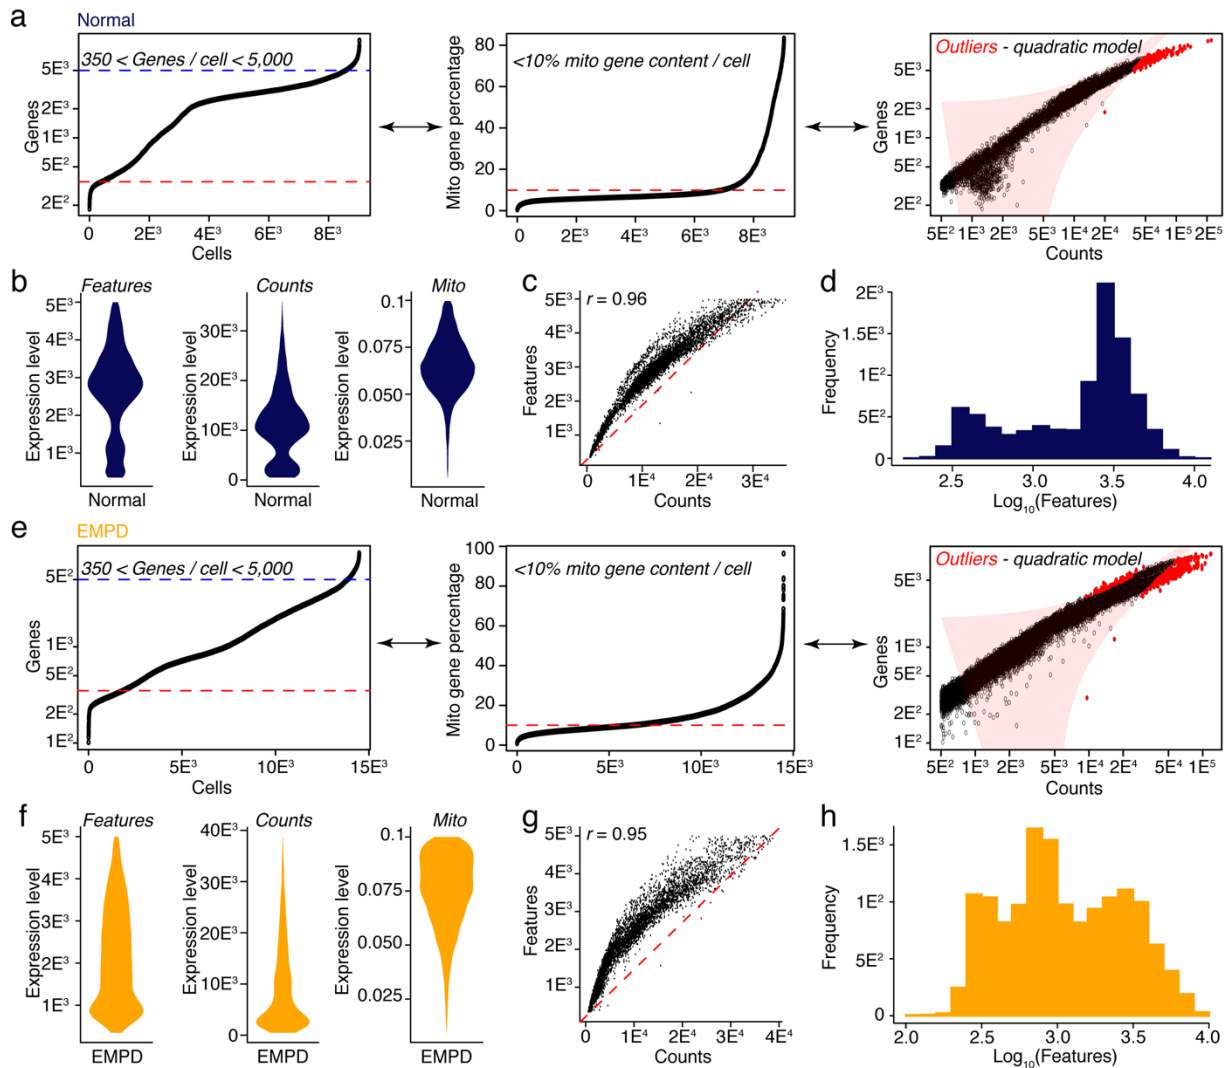 a
Normal
350 < Genes / cell < 5,000
Genes
5E³
2E³
1E³
5E²
2E²
0
2E³
4E³
6E³
8E³
Cells
<10% mito gene content / cell
Mito gene percentage
80
60
40
20
0
0
2E³
4E³
6E³
8E³
Outliers - quadratic model
Genes
5E³
2E³
1E³
5E²
2E²
5E² 1E³ 2E³ 5E³ 1E⁴ 2E⁴ 5E⁴ 1E⁵ 2E⁵
Counts
b
Features
Expression level
5E³
4E³
3E³
2E³
1E³
Normal
Counts
Expression level
30E³
20E³
10E³
0
Normal
Mito
Expression level
0.1
0.075
0.050
0.025
Normal
c
r = 0.96
Features
5E³
4E³
3E³
2E³
1E³
0
1E⁴
2E⁴
3E⁴
Counts
d
Frequency
2E³
1.5E³
1E³
5E²
0
2.5
3.0
3.5
4.0
Log₁₀(Features)
e
EMPD
350 < Genes / cell < 5,000
Genes
5E²
1E³
5E²
2E²
1E²
0
5E³
10E³
15E³
Cells
<10% mito gene content / cell
Mito gene percentage
100
80
60
40
20
0
0
5E³
10E³
15E³
Outliers - quadratic model
Genes
5E³
1E³
5E²
2E²
1E²
5E² 1E³ 2E³ 5E³ 1E⁴ 2E⁴ 5E⁴ 1E⁵
Counts
f
Features
Expression level
5E³
4E³
3E³
2E³
1E³
EMPD
Counts
Expression level
40E³
30E³
10E³
0
EMPD
Mito
Expression level
0.1
0.075
0.050
0.025
EMPD
g
r = 0.95
Features
5E³
4E³
3E³
2E³
1E³
0
1E⁴
2E⁴
3E⁴
4E⁴
Counts
h
Frequency
1.5E³
1E²
5E²
0
2.0
2.5
3.0
3.5
4.0
Log₁₀(Features)